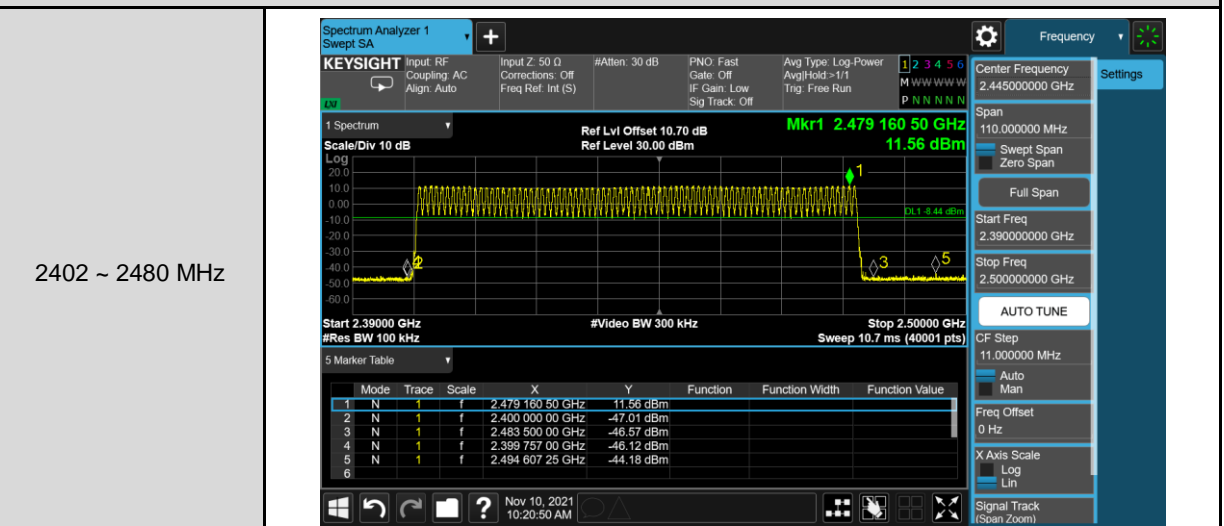 2402 ~ 2480 MHz
Spectrum Analyzer 1
Swept SA
+
Frequency
KEYSIGHT
LXI
Input: RF
Coupling: AC
Align: Auto
Input Z: 50 Ω
Corrections: Off
Freq Ref: Int (S)
#Atten: 30 dB
PNO: Fast
Gate: Off
IF Gain: Low
Sig Track: Off
Avg Type: Log-Power
Avg|Hold:>1/1
Trig: Free Run
1 2 3 4 5 6
M W W W W W
P N N N N N
1 Spectrum
Scale/Div 10 dB
Ref Lvl Offset 10.70 dB
Ref Level 30.00 dBm
Mkr1 2.479 160 50 GHz
11.56 dBm
Log
20.0
10.0
0.00
-10.0
-20.0
-30.0
-40.0
-50.0
-60.0
1
DL1 -8.44 dBm
3
5
Start 2.39000 GHz
#Res BW 100 kHz
#Video BW 300 kHz
Stop 2.50000 GHz
Sweep 10.7 ms (40001 pts)
5 Marker Table
Mode Trace Scale X Y Function Function Width Function Value
1 N 1 f 2.479 160 50 GHz 11.56 dBm
2 N 1 f 2.400 000 00 GHz -47.01 dBm
3 N 1 f 2.483 500 00 GHz -46.57 dBm
4 N 1 f 2.399 757 00 GHz -46.12 dBm
5 N 1 f 2.494 607 25 GHz -44.18 dBm
6
?
Nov 10, 2021
10:20:50 AM
Settings
Center Frequency
2.445000000 GHz
Span
110.000000 MHz
Swept Span
Zero Span
Full Span
Start Freq
2.390000000 GHz
Stop Freq
2.500000000 GHz
AUTO TUNE
CF Step
11.000000 MHz
Auto
Man
Freq Offset
0 Hz
X Axis Scale
Log
Lin
Signal Track
(Span Zoom)